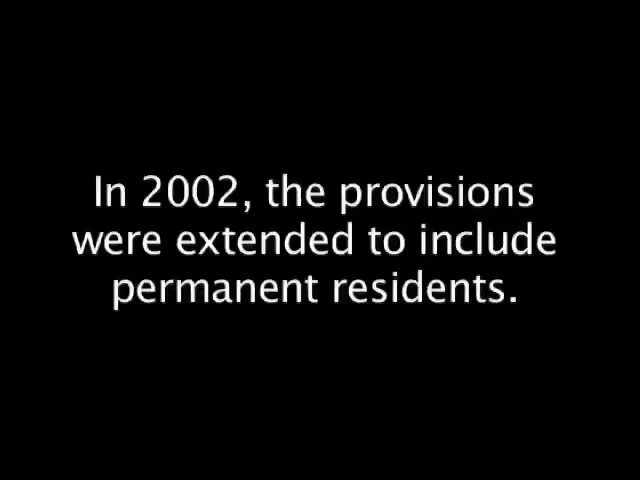 In 2002, the provisions
were extended to include
permanent residents.